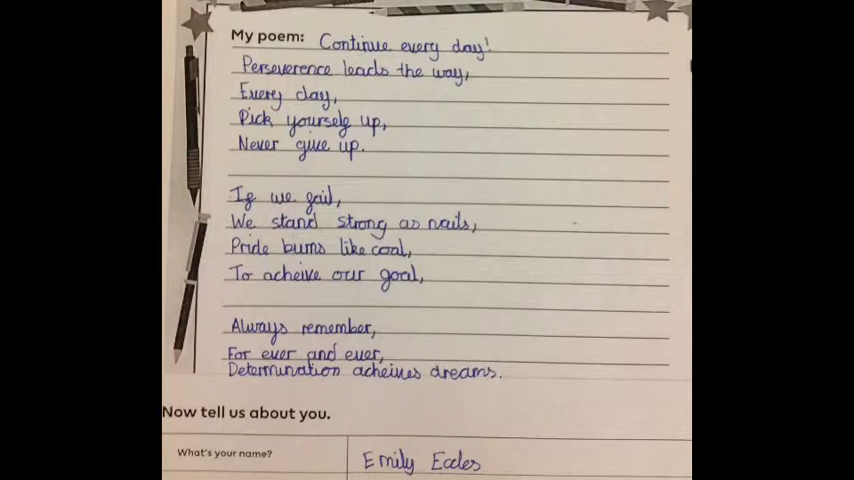 My poem: Continue every day!
Perseverence leads the way,
Every day,
Pick yourself up,
Never give up.
If we fail,
We stand strong as nails,
Pride burns like coal,
To acheive our goal,
Always remember,
For ever and ever,
Determination acheives dreams.
Now tell us about you.
What's your name? Emily Eccles